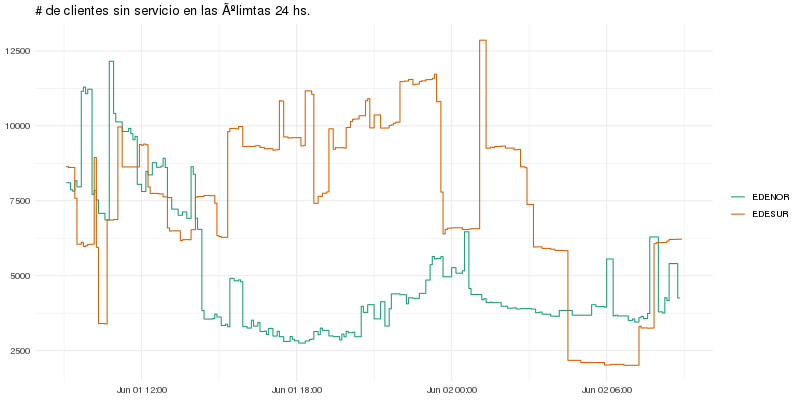 # de clientes sin servicio en las Ãºlimtas 24 hs.
12500
10000
7500
5000
2500
Jun 01 12:00
Jun 01 18:00
Jun 02 00:00
Jun 02 06:00
EDENOR
EDESUR